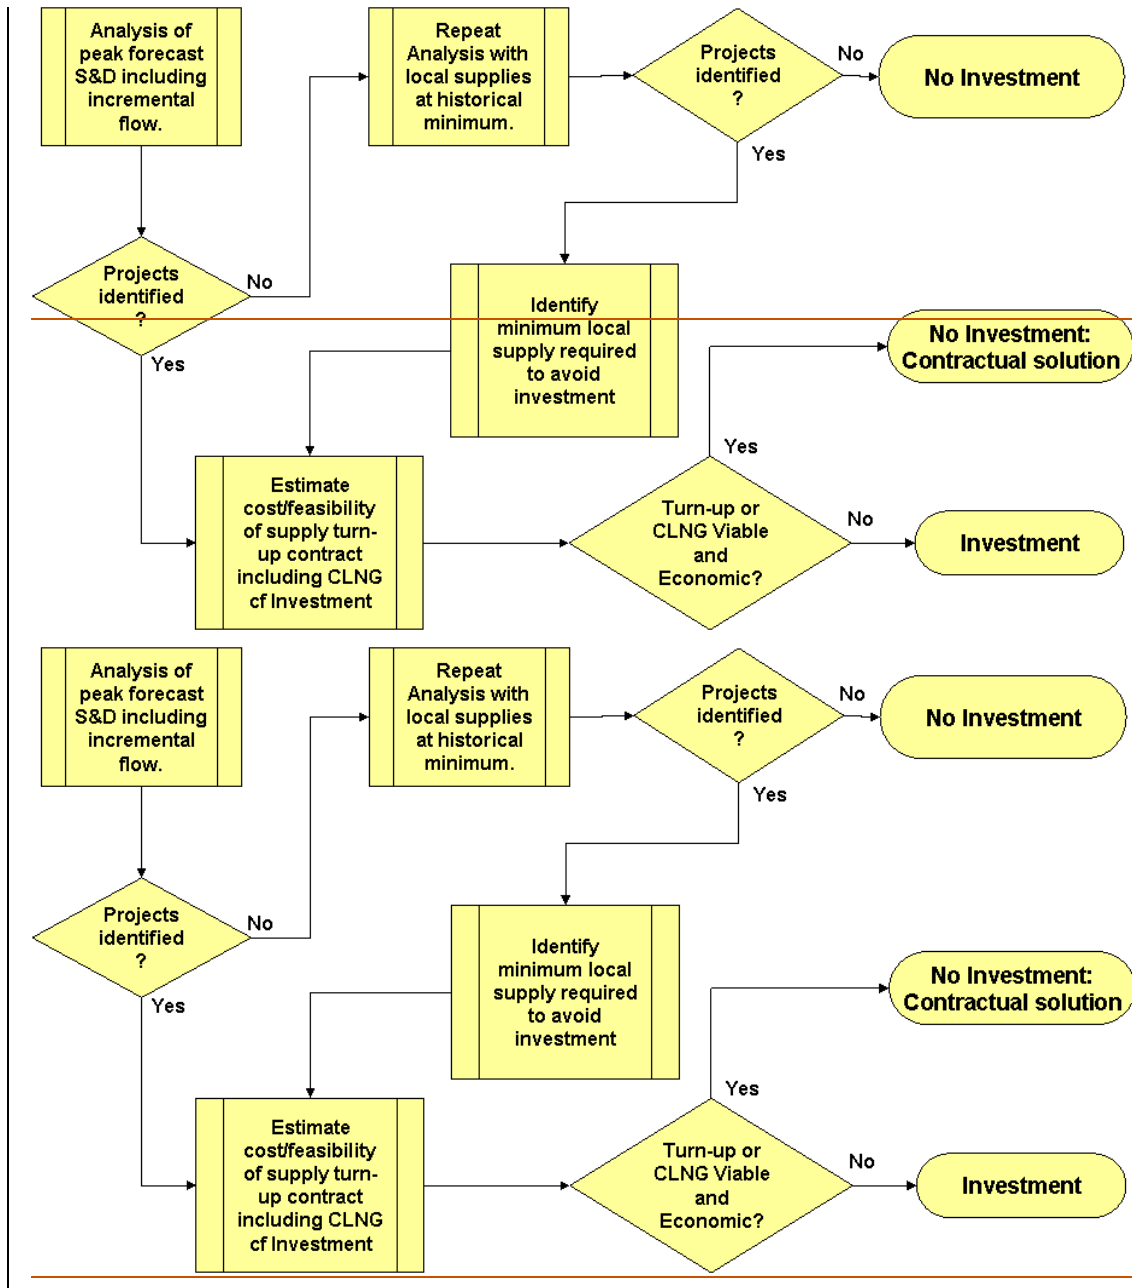 Analysis of
peak forecast
S&D including
incremental
flow.
Repeat
Analysis with
local supplies
at historical
minimum.
Projects
identified
?
No
No Investment
Yes
Projects
identified
?
No
Yes
Identify
minimum local
supply required
to avoid
investment
No Investment:
Contractual solution
Yes
Estimate
cost/feasibility
of supply turn-
up contract
including CLNG
cf Investment
Turn-up or
CLNG Viable
and
Economic?
No
Investment
Analysis of
peak forecast
S&D including
incremental
flow.
Repeat
Analysis with
local supplies
at historical
minimum.
Projects
identified
?
No
No Investment
Yes
Projects
identified
?
No
Yes
Identify
minimum local
supply required
to avoid
investment
No Investment:
Contractual solution
Yes
Estimate
cost/feasibility
of supply turn-
up contract
including CLNG
cf Investment
Turn-up or
CLNG Viable
and
Economic?
No
Investment